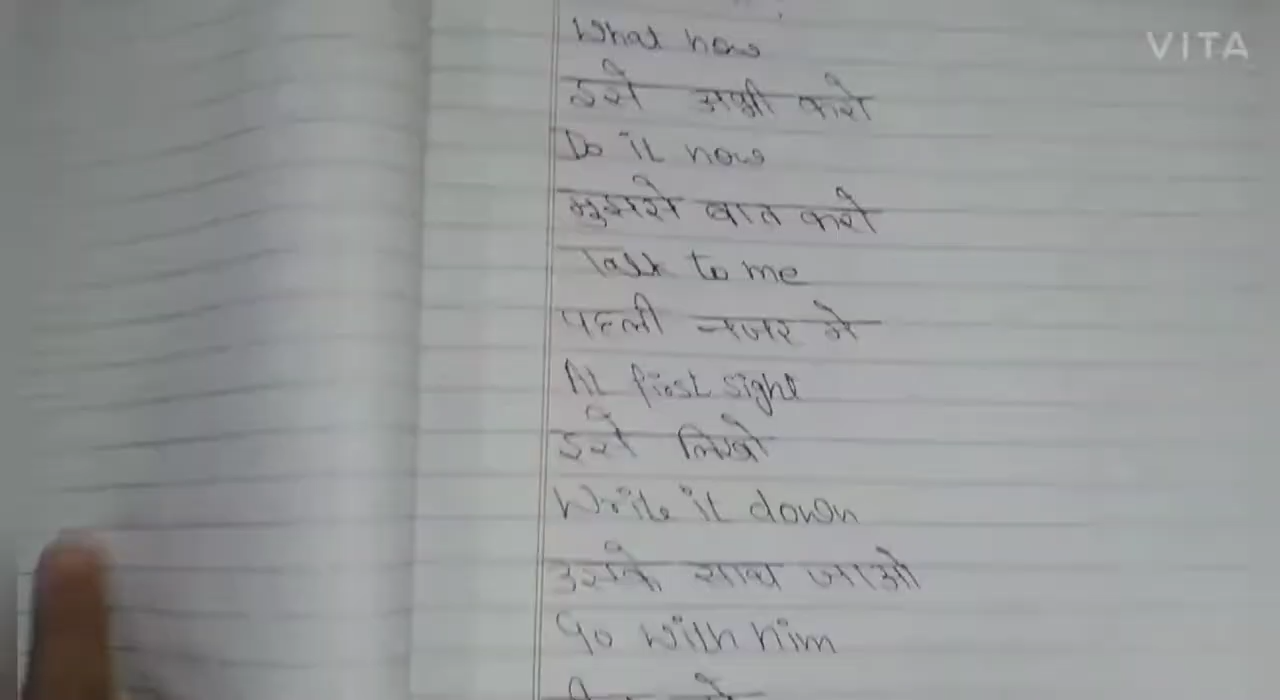 VITA
What now
इसे अभी करो
Do it now
मुझसे बात करो
Talk to me
पहली नजर मे
At first sight
इसे लिखो
Write it down
उसके साथ जाओ
Go with him